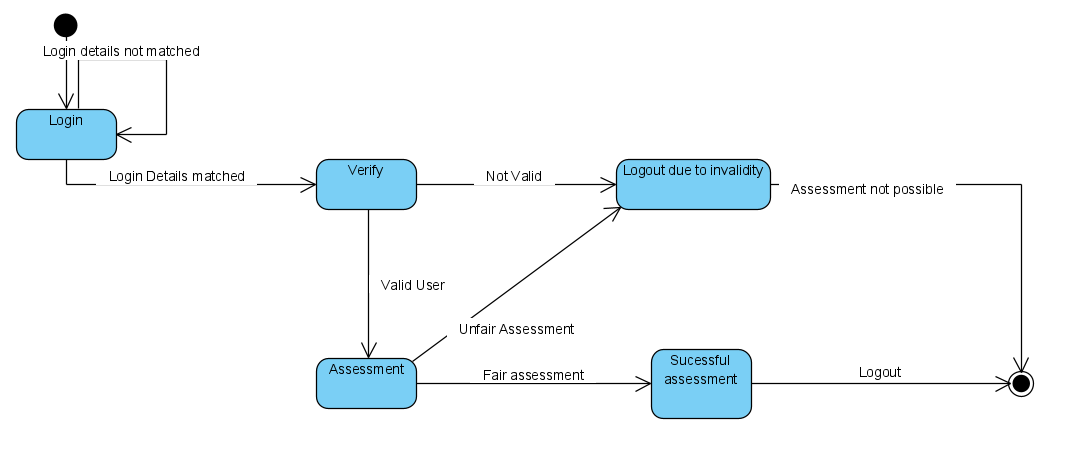 Login details not matched
Login
Login Details matched
Verify
Not Valid
Logout due to invalidity
Assessment not possible
Valid User
Unfair Assessment
Assessment
Fair assessment
Sucessful
assessment
Logout